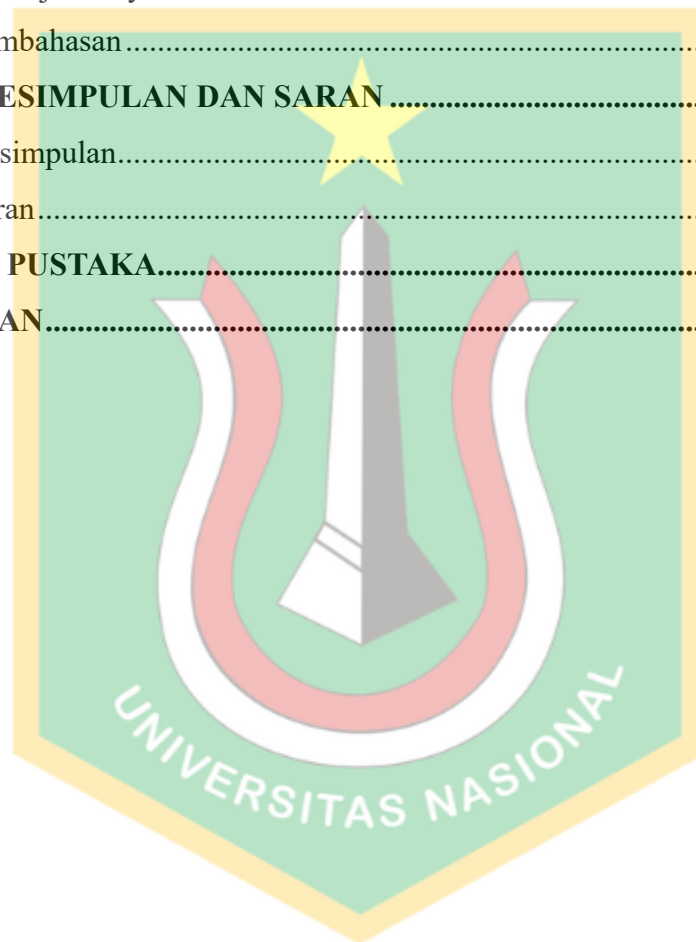 mbahasan
ESIMPULAN DAN SARAN
simpulan
ran
PUSTAKA
AN
UNIVERSITAS NASIONAL